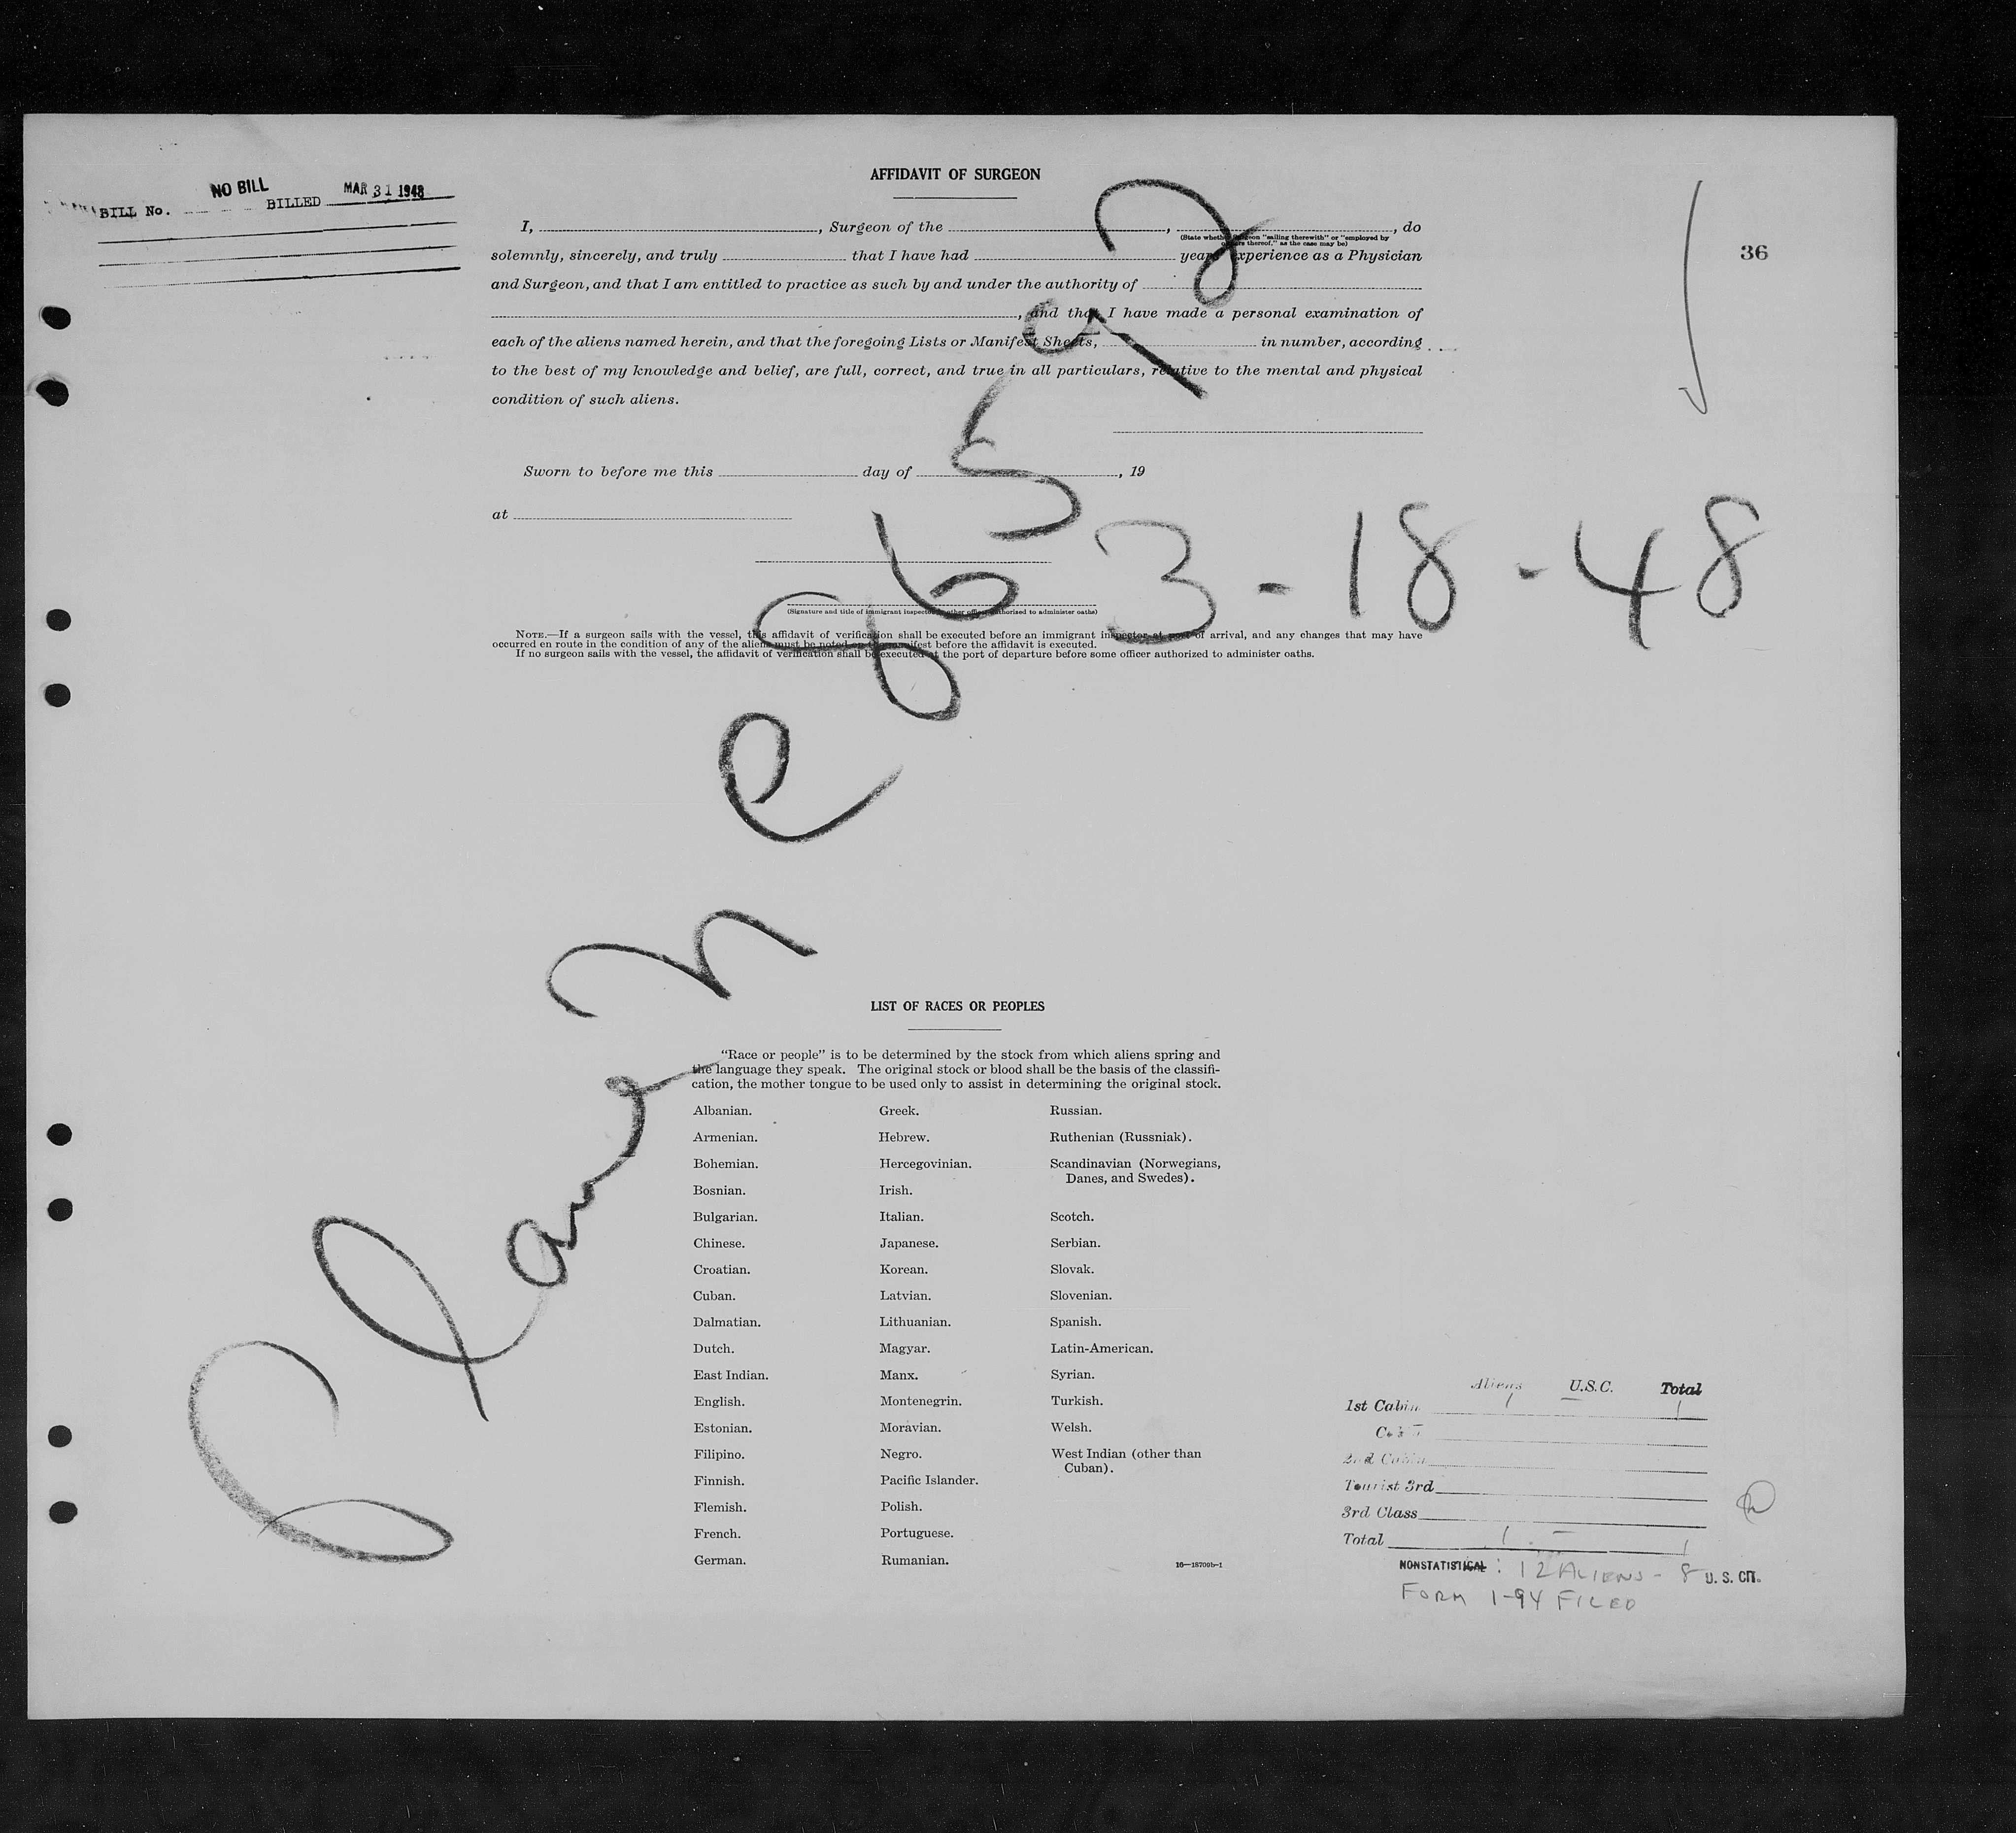 NO BILL
MAR 31 1948
BILL No. BILLED
AFFIDAVIT OF SURGEON
36
I, , Surgeon of the , , do
(State whether Surgeon "sailing therewith" or "employed by
owners thereof," as the case may be)
solemnly, sincerely, and truly that I have had years' experience as a Physician
and Surgeon, and that I am entitled to practice as such by and under the authority of
, and that I have made a personal examination of
each of the aliens named herein, and that the foregoing Lists or Manifest Sheets, in number, according
to the best of my knowledge and belief, are full, correct, and true in all particulars, relative to the mental and physical
condition of such aliens.
Sworn to before me this day of , 19
at
(Signature and title of immigrant inspector or other officer authorized to administer oaths)
NOTE.—If a surgeon sails with the vessel, this affidavit of verification shall be executed before an immigrant inspector at port of arrival, and any changes that may have
occurred en route in the condition of any of the aliens must be noted on the manifest before the affidavit is executed.
If no surgeon sails with the vessel, the affidavit of verification shall be executed at the port of departure before some officer authorized to administer oaths.
3-18-48
Plane
LIST OF RACES OR PEOPLES
"Race or people" is to be determined by the stock from which aliens spring and
the language they speak. The original stock or blood shall be the basis of the classifi-
cation, the mother tongue to be used only to assist in determining the original stock.
Albanian. Greek. Russian.
Armenian. Hebrew. Ruthenian (Russniak).
Bohemian. Hercegovinian. Scandinavian (Norwegians,
Danes, and Swedes).
Bosnian. Irish.
Bulgarian. Italian. Scotch.
Chinese. Japanese. Serbian.
Croatian. Korean. Slovak.
Cuban. Latvian. Slovenian.
Dalmatian. Lithuanian. Spanish.
Dutch. Magyar. Latin-American.
East Indian. Manx. Syrian.
English. Montenegrin. Turkish.
Estonian. Moravian. Welsh.
Filipino. Negro. West Indian (other than
Cuban).
Finnish. Pacific Islander.
Flemish. Polish.
French. Portuguese.
German. Rumanian.
16—18709b-1
Aliens U.S.C. Total
1st Cabin 1 — 1
2nd Cabin
Tourist 3rd
3rd Class
Total 1 — 1
NONSTATISTICAL : 12 ALIENS - 8 U. S. CIT.
FORM 1-94 FILED